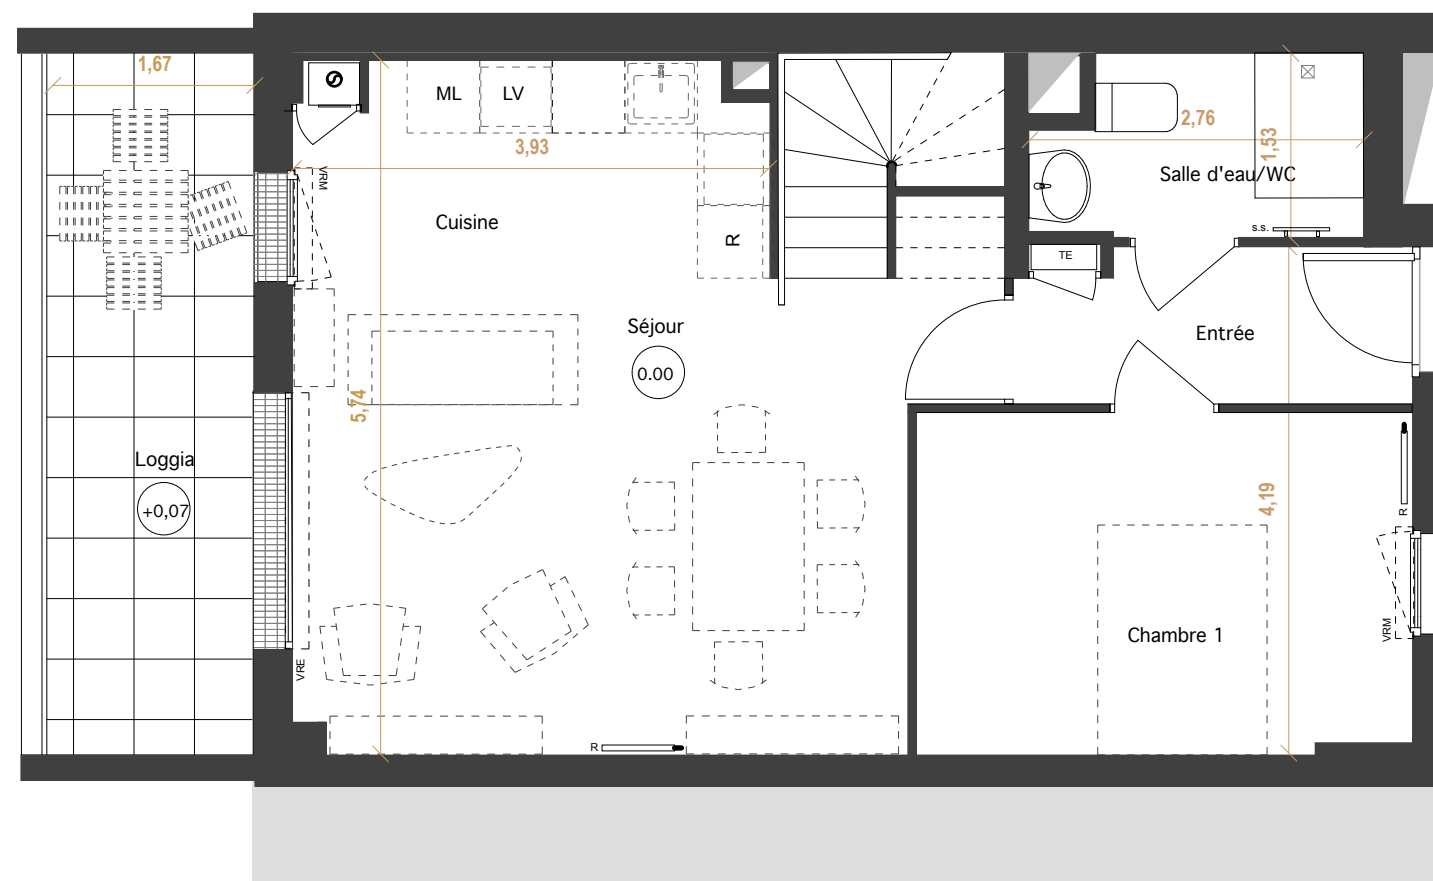 1,67
ML
LV
3,93
VRM
Cuisine
R
2,76
1,53
Salle d'eau/WC
s.s.
TE
Séjour
0.00
Entrée
5,74
Loggia
+0,07
4,19
R
Chambre 1
VRM
VRE
R